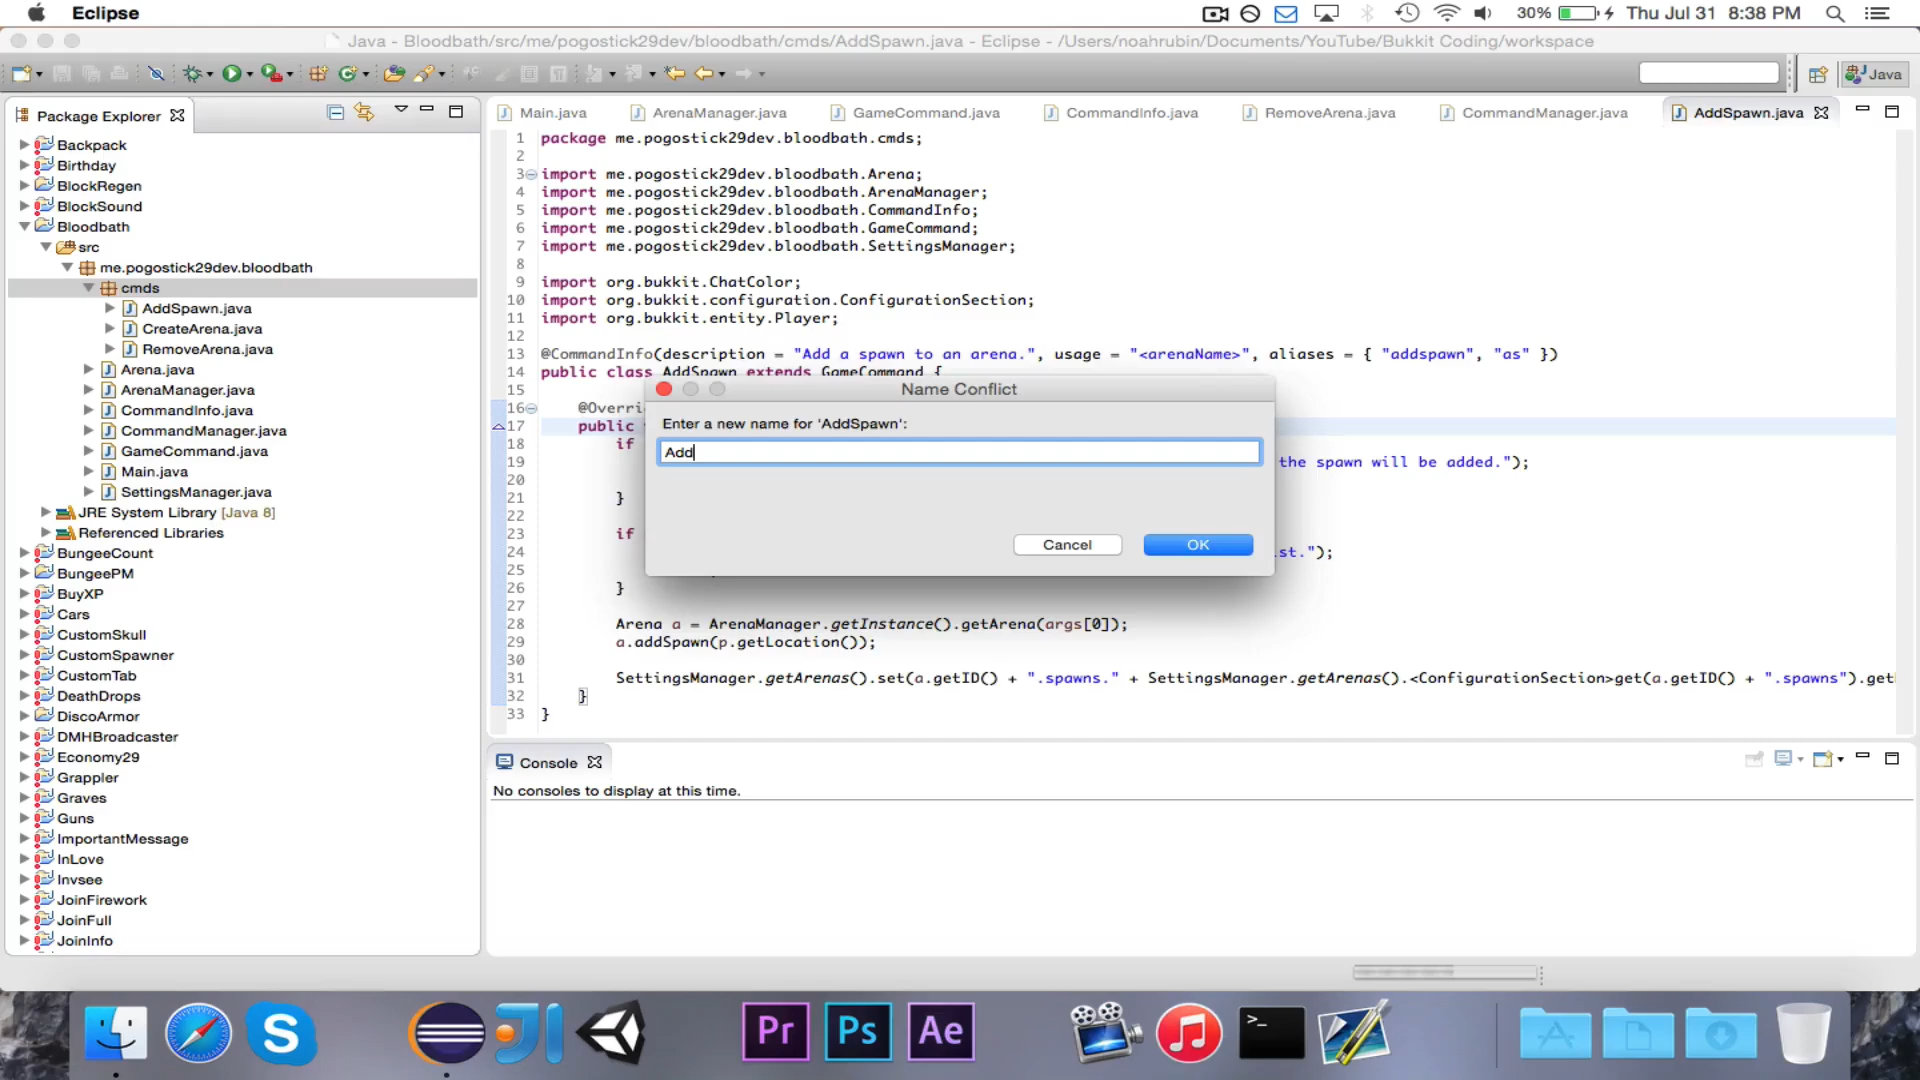 Eclipse
30%
Thu Jul 31 8:38 PM
Java - Bloodbath/src/me/pogostick29dev/bloodbath/cmds/AddSpawn.java - Eclipse - /Users/noahrubin/Documents/YouTube/Bukkit Coding/workspace
Java
Package Explorer
Backpack
Birthday
BlockRegen
BlockSound
Bloodbath
src
me.pogostick29dev.bloodbath
cmds
AddSpawn.java
CreateArena.java
RemoveArena.java
Arena.java
ArenaManager.java
CommandInfo.java
CommandManager.java
GameCommand.java
Main.java
SettingsManager.java
JRE System Library [Java 8]
Referenced Libraries
BungeeCount
BungeePM
BuyXP
Cars
CustomSkull
CustomSpawner
CustomTab
DeathDrops
DiscoArmor
DMHBroadcaster
Economy29
Grappler
Graves
Guns
ImportantMessage
InLove
Invsee
JoinFirework
JoinFull
JoinInfo
Main.java
ArenaManager.java
GameCommand.java
CommandInfo.java
RemoveArena.java
CommandManager.java
AddSpawn.java
1 package me.pogostick29dev.bloodbath.cmds;
2
3 import me.pogostick29dev.bloodbath.Arena;
4 import me.pogostick29dev.bloodbath.ArenaManager;
5 import me.pogostick29dev.bloodbath.CommandInfo;
6 import me.pogostick29dev.bloodbath.GameCommand;
7 import me.pogostick29dev.bloodbath.SettingsManager;
8
9 import org.bukkit.ChatColor;
10 import org.bukkit.configuration.ConfigurationSection;
11 import org.bukkit.entity.Player;
12
13 @CommandInfo(description = "Add a spawn to an arena.", usage = "<arenaName>", aliases = { "addspawn", "as" })
14 public class AddSpawn extends GameCommand {
15
16 @Overri
17 public
18 if
19 the spawn will be added.");
20
21 }
22
23 if
24 st.");
25
26 }
27
28 Arena a = ArenaManager.getInstance().getArena(args[0]);
29 a.addSpawn(p.getLocation());
30
31 SettingsManager.getArenas().set(a.getID() + ".spawns." + SettingsManager.getArenas().<ConfigurationSection>get(a.getID() + ".spawns").get
32 }
33 }
Name Conflict
Enter a new name for 'AddSpawn':
Add
Cancel
OK
Console
No consoles to display at this time.
Pr
Ps
Ae